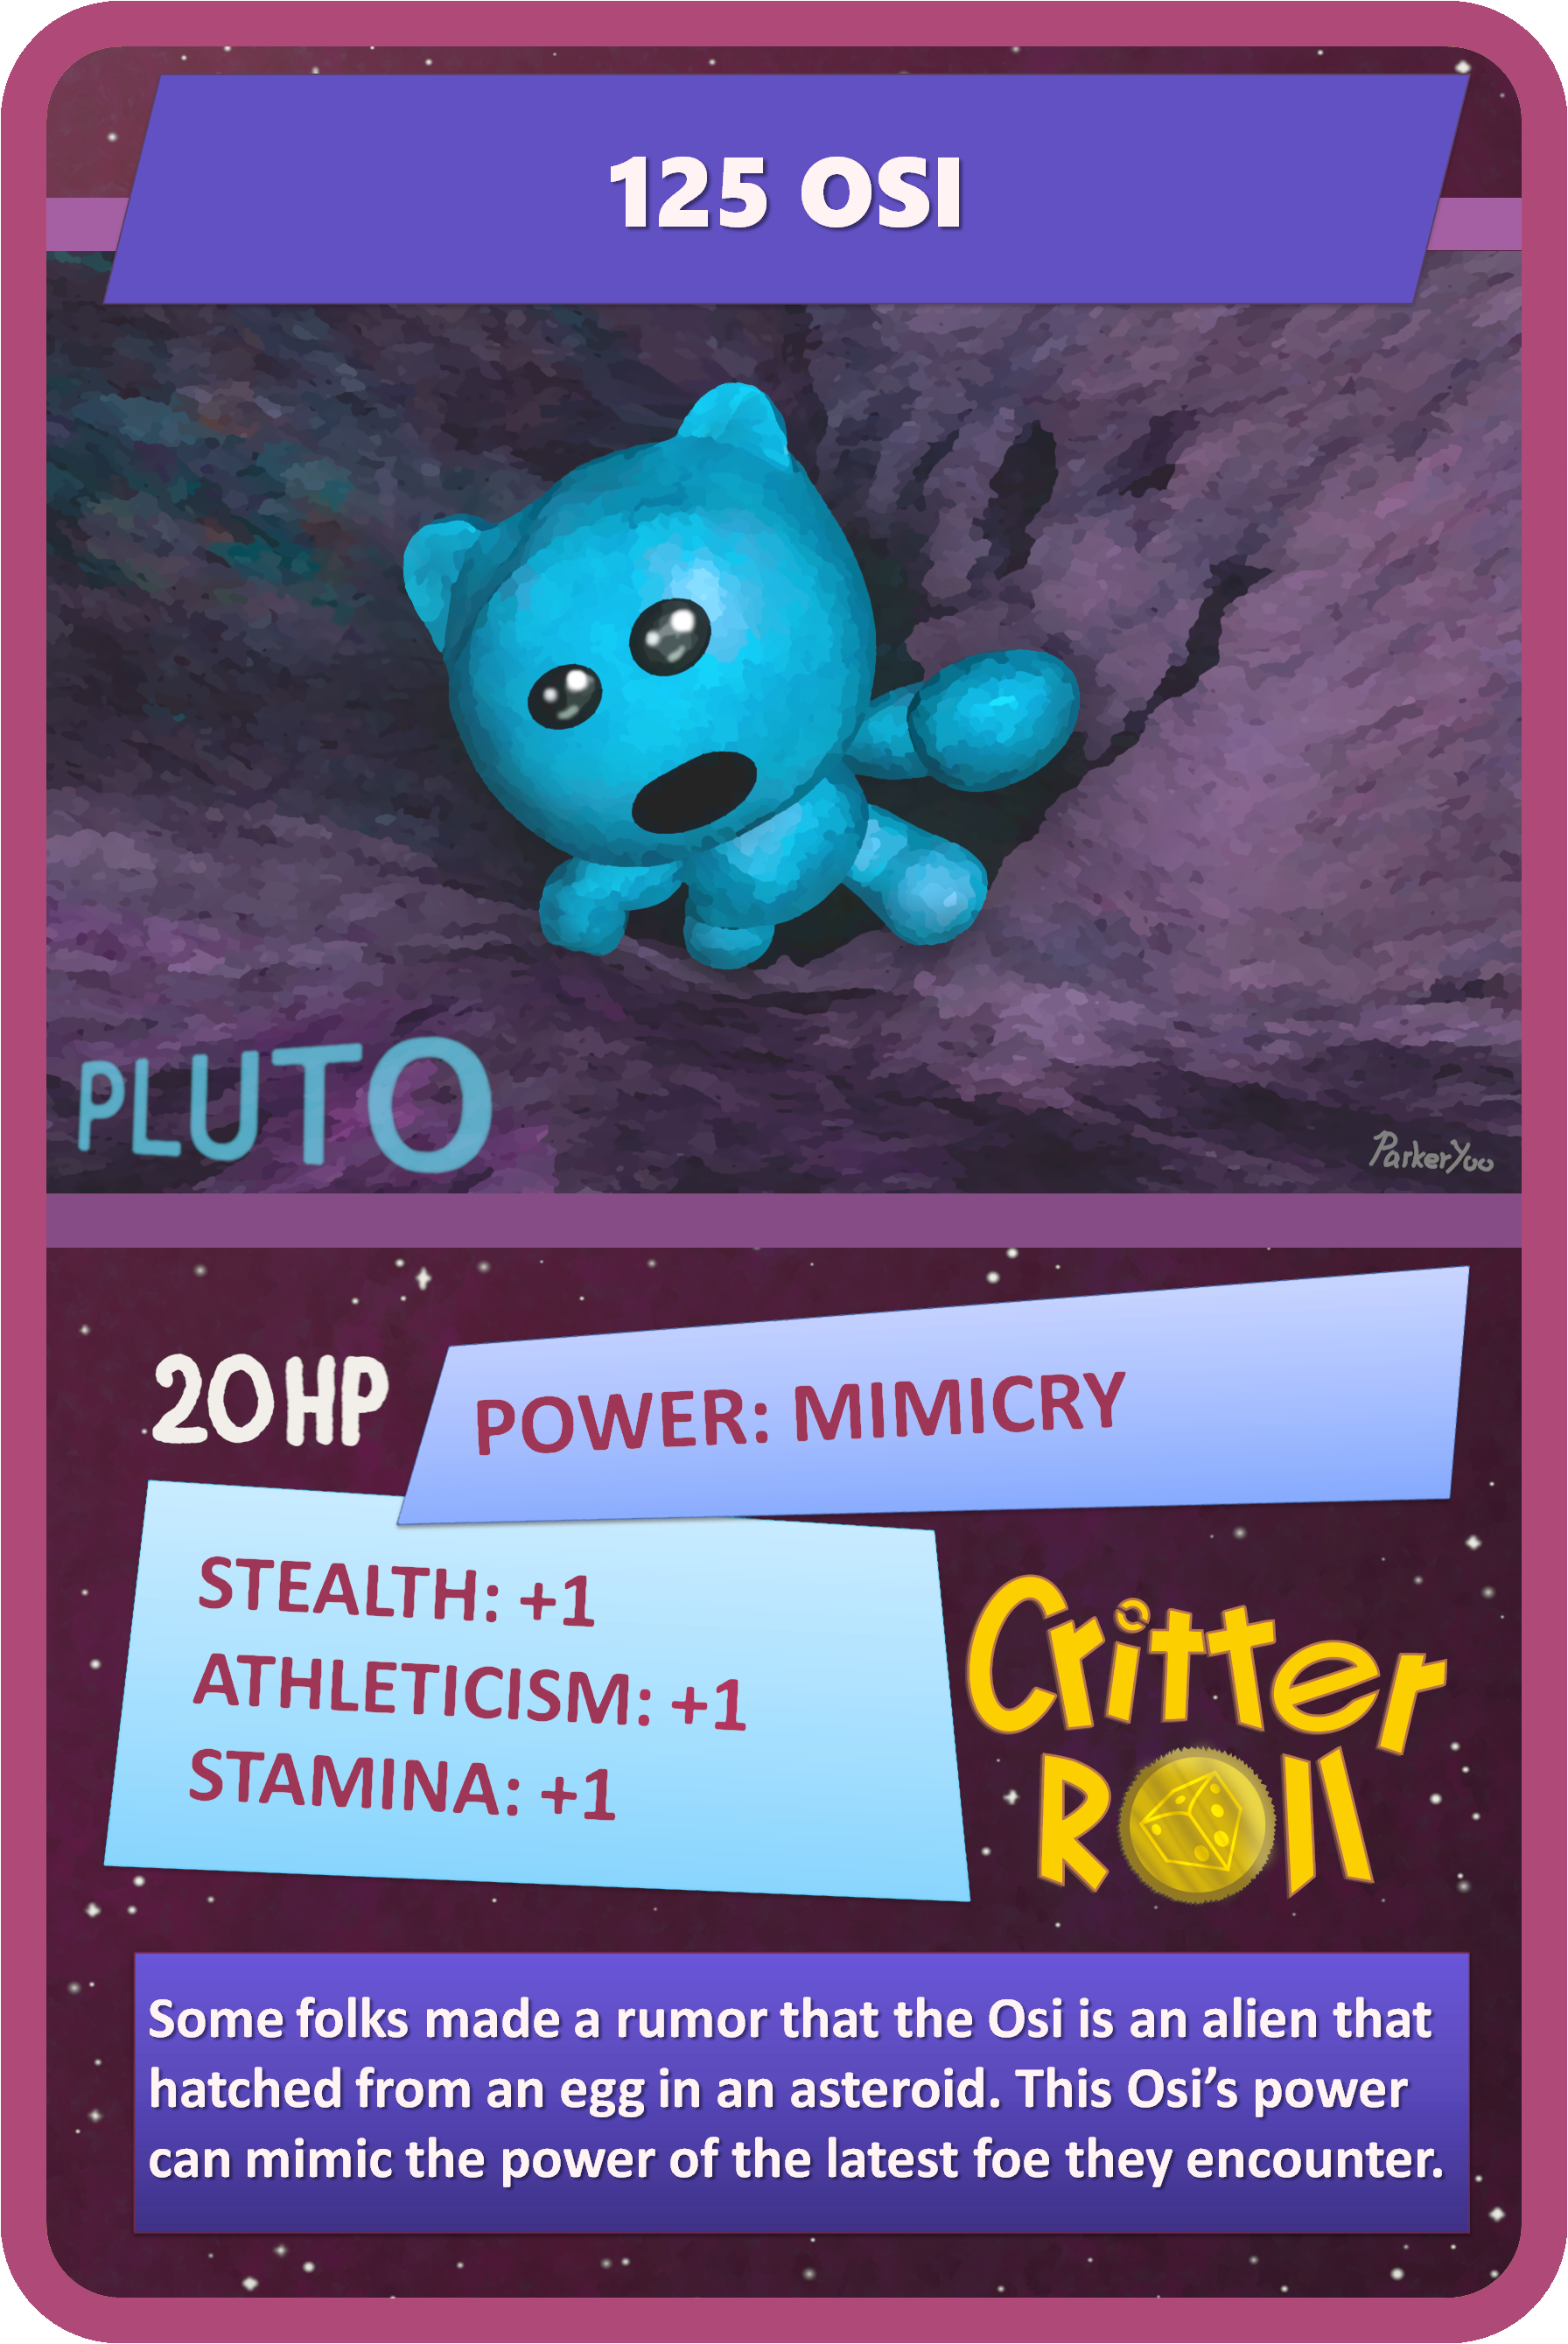 125 OSI
PLUTO
ParkerYoo
20HP
POWER: MIMICRY
STEALTH: +1
ATHLETICISM: +1
STAMINA: +1
Critter
Roll
Some folks made a rumor that the Osi is an alien that
hatched from an egg in an asteroid. This Osi’s power
can mimic the power of the latest foe they encounter.